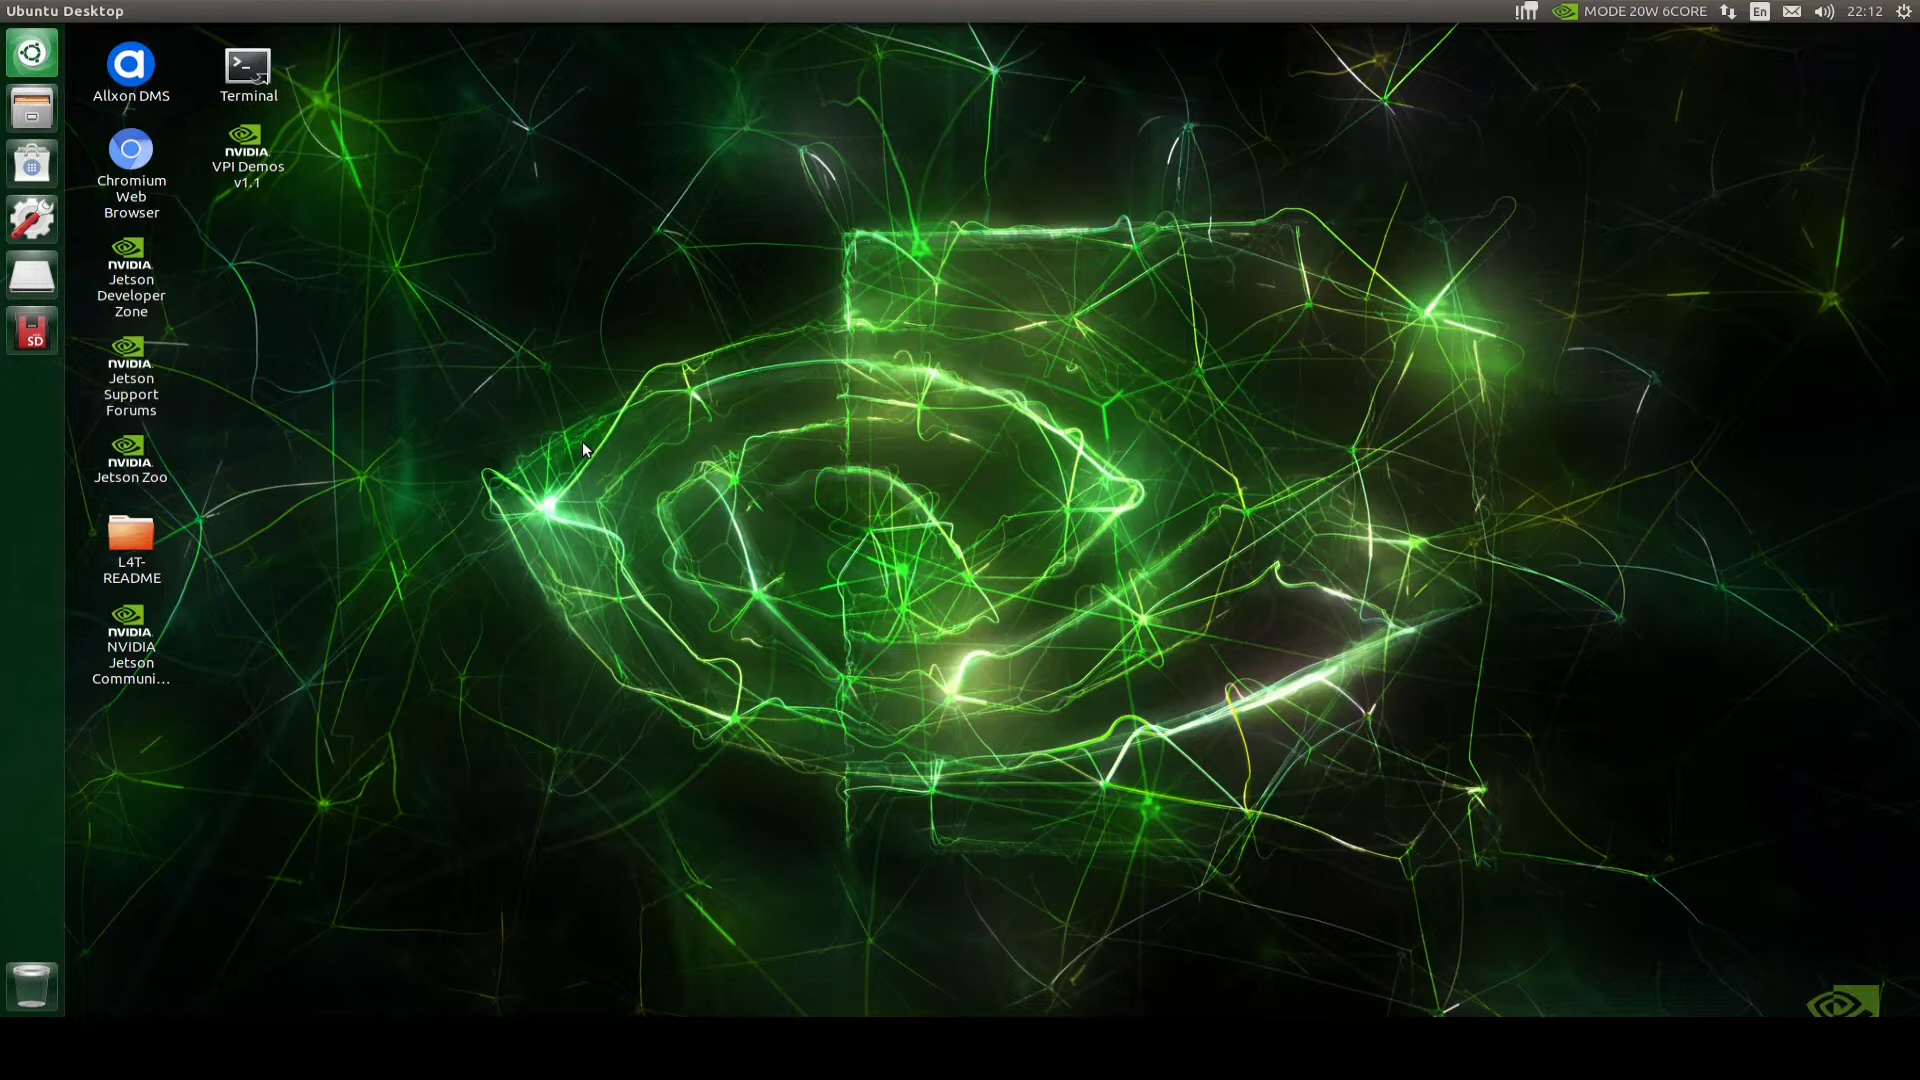 Ubuntu Desktop
MODE 20W 6CORE
En
22:12
a
Allxon DMS
>_
Terminal
Chromium
Web
Browser
NVIDIA
VPI Demos
v1.1
NVIDIA.
Jetson
Developer
Zone
NVIDIA.
Jetson
Support
Forums
NVIDIA.
Jetson Zoo
L4T-
README
NVIDIA.
NVIDIA
Jetson
Communi...
SD